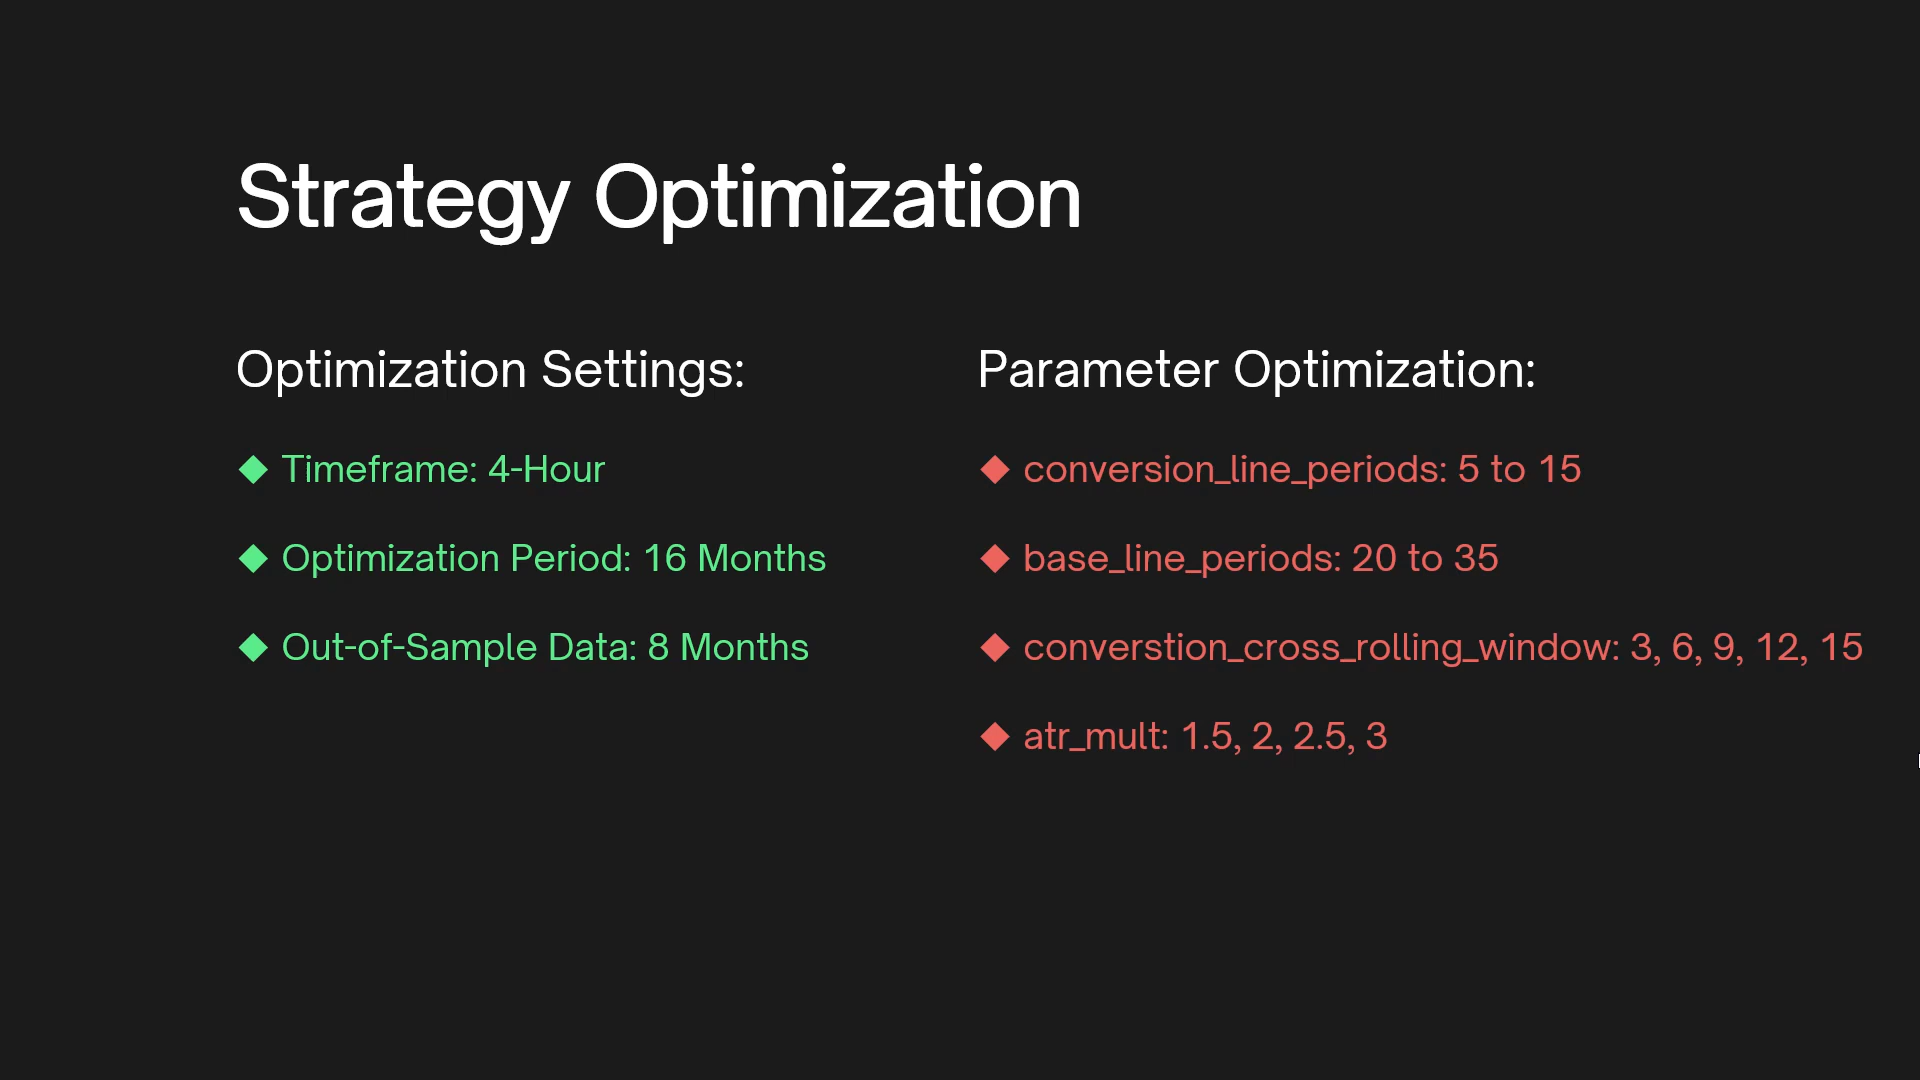 Strategy Optimization
Optimization Settings:
Timeframe: 4-Hour
Optimization Period: 16 Months
Out-of-Sample Data: 8 Months
Parameter Optimization:
conversion_line_periods: 5 to 15
base_line_periods: 20 to 35
converstion_cross_rolling_window: 3, 6, 9, 12, 15
atr_mult: 1.5, 2, 2.5, 3